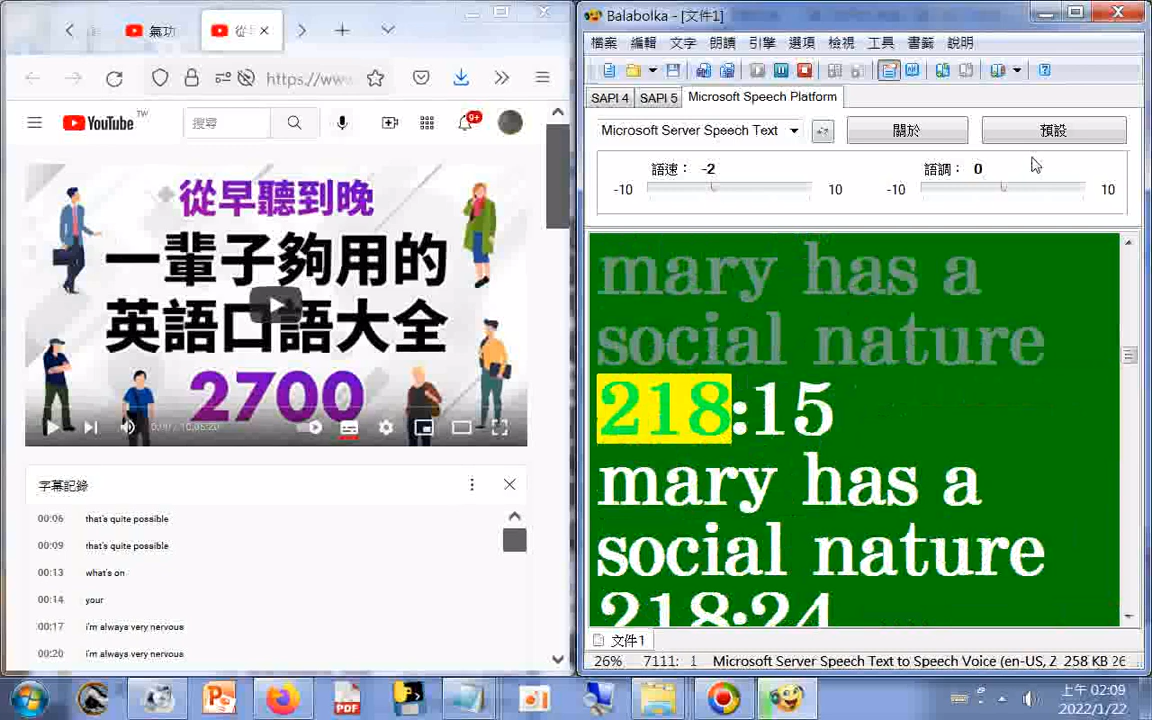 氣功
從
https://www
YouTube TW
搜尋
9+
從早聽到晚
一輩子夠用的
英語口語大全
2700
字幕記錄
00:06 that's quite possible
00:09 that's quite possible
00:13 what's on
00:14 your
00:17 i'm always very nervous
00:20 i'm always very nervous
Balabolka - [文件1]
檔案 編輯 文字 朗讀 引擎 選項 檢視 工具 書籤 說明
SAPI 4 SAPI 5 Microsoft Speech Platform
Microsoft Server Speech Text
關於
預設
語速： -2
-10 10
語調： 0
-10 10
mary has a
social nature
218:15
mary has a
social nature
218:24
文件1
26% 7111: 1 Microsoft Server Speech Text to Speech Voice (en-US, Z 258 KB 26
PDF
上午 02:09
2022/1/22